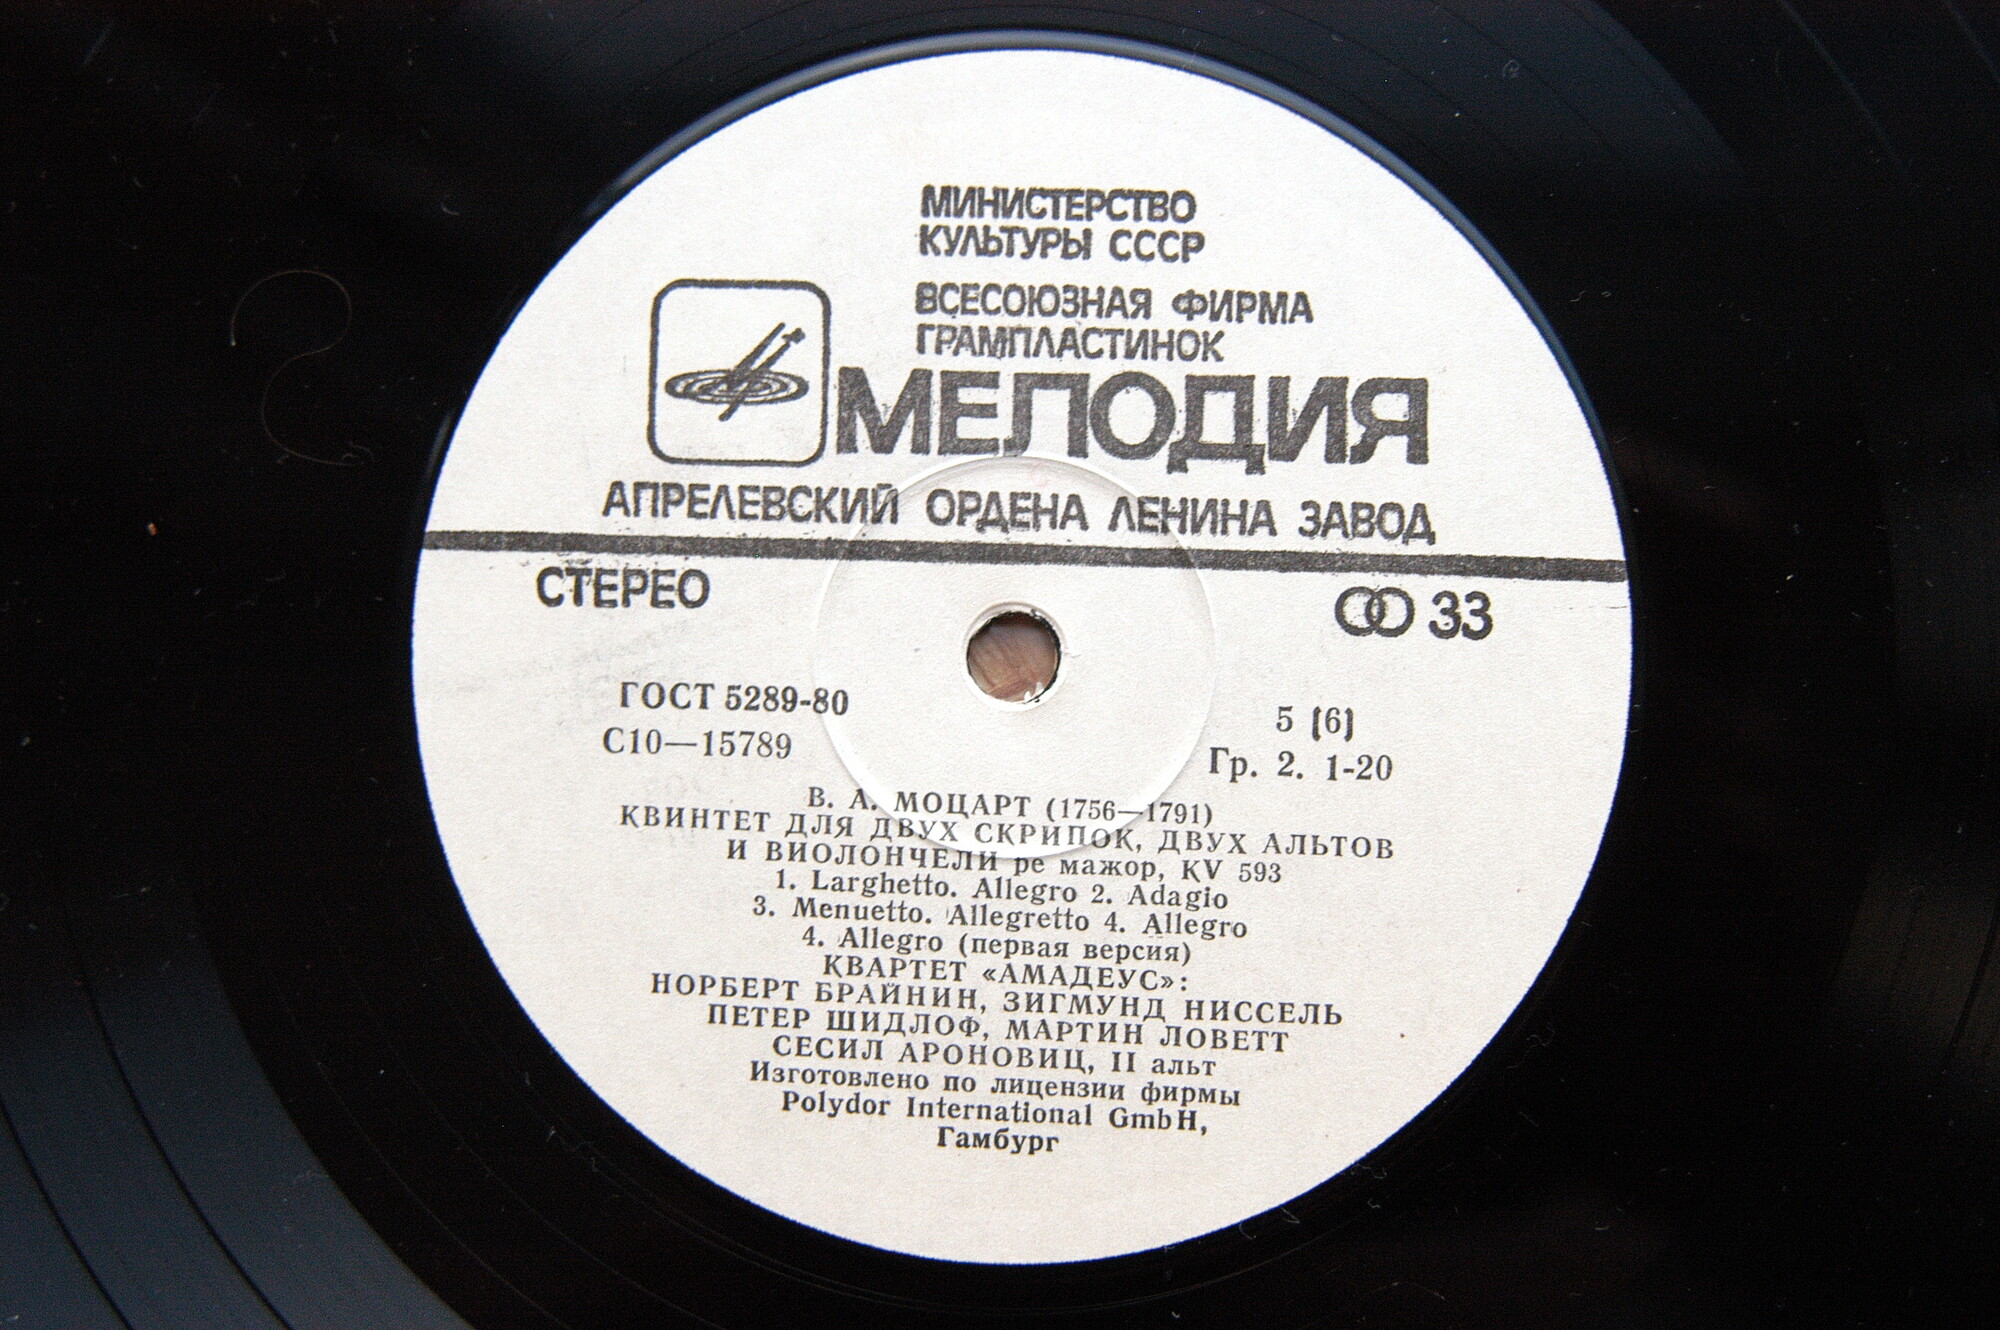 МИНИСТЕРСТВО
КУЛЬТУРЫ СССР
ВСЕСОЮЗНАЯ ФИРМА
ГРАМПЛАСТИНОК
МЕЛОДИЯ
АПРЕЛЕВСКИЙ ОРДЕНА ЛЕНИНА ЗАВОД
СТЕРЕО
33
ГОСТ 5289-80
5 (6)
С10—15789
Гр. 2. 1-20
В. А. МОЦАРТ (1756—1791)
КВИНТЕТ ДЛЯ ДВУХ СКРИПОК, ДВУХ АЛЬТОВ
И ВИОЛОНЧЕЛИ ре мажор, KV 593
1. Larghetto. Allegro 2. Adagio
3. Menuetto. Allegretto 4. Allegro
4. Allegro (первая версия)
КВАРТЕТ «АМАДЕУС»:
НОРБЕРТ БРАЙНИН, ЗИГМУНД НИССЕЛЬ
ПЕТЕР ШИДЛОФ, МАРТИН ЛОВЕТТ
СЕСИЛ АРОНОВИЦ, II альт
Изготовлено по лицензии фирмы
Polydor International GmbH,
Гамбург